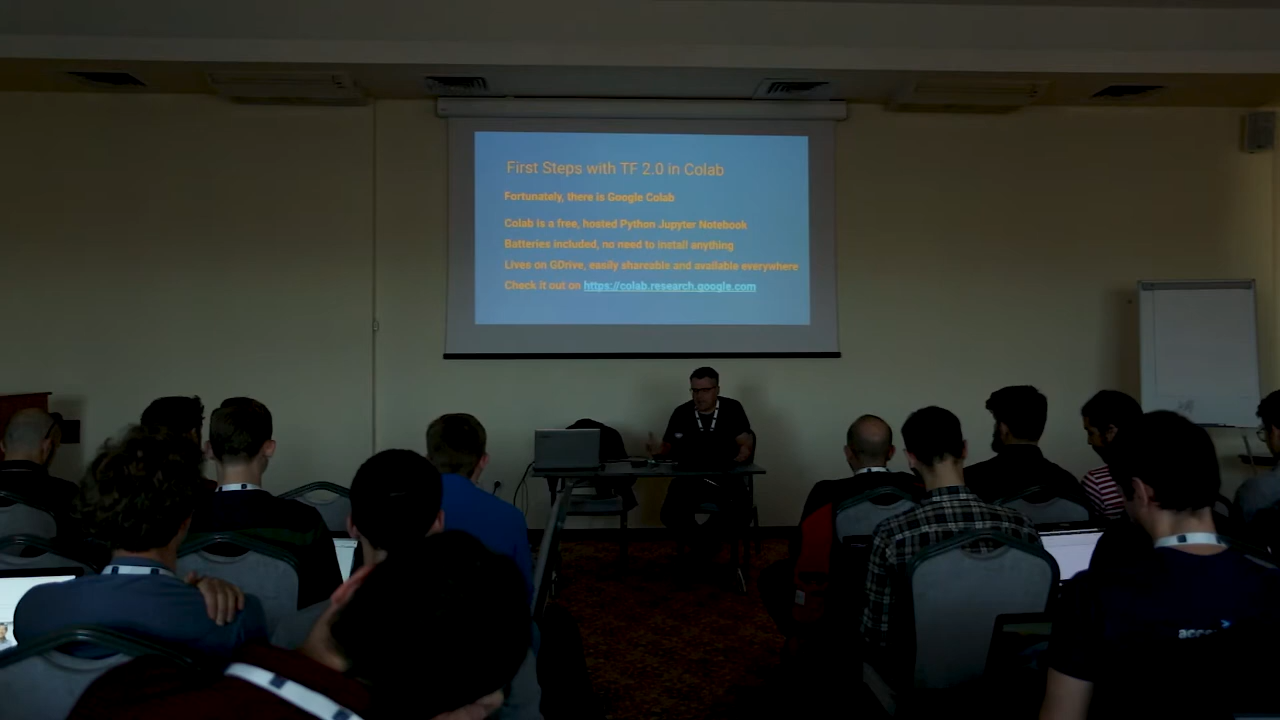 First Steps with TF 2.0 in Colab
Fortunately, there is Google Colab
Colab is a free, hosted Python Jupyter Notebook
Batteries included, no need to install anything
Lives on GDrive, easily shareable and available everywhere
Check it out on https://colab.research.google.com